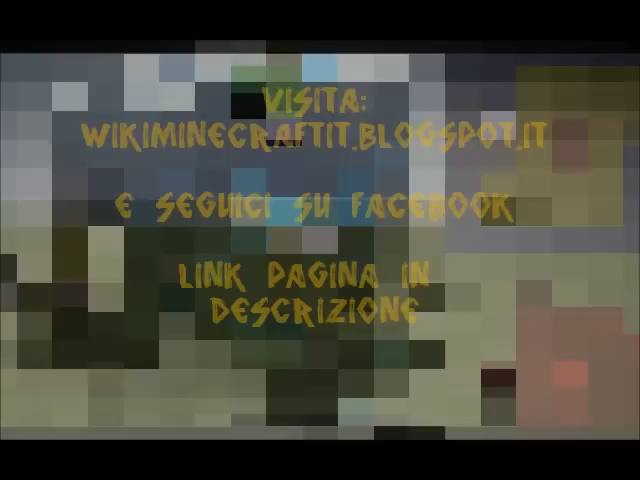 VISITA:
WIKIMINECRAFTIT.BLOGSPOT.IT
E SEGUICI SU FACEBOOK
LINK PAGINA IN
DESCRIZIONE